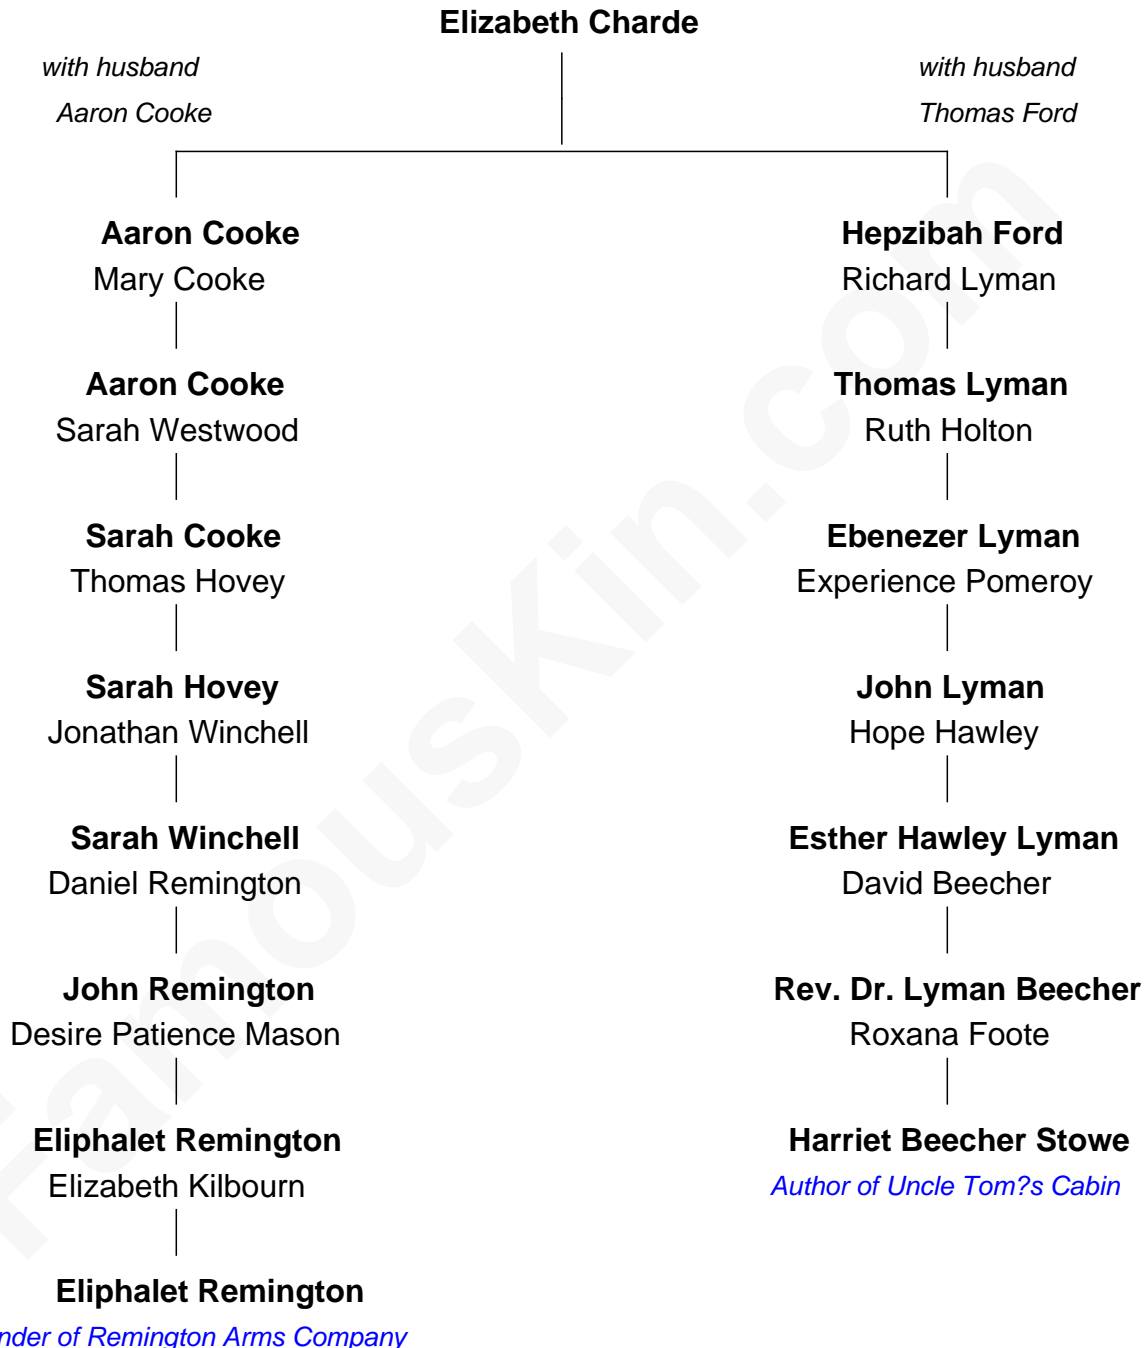 Elizabeth Charde
with husband
Aaron Cooke
with husband
Thomas Ford
Aaron Cooke
Mary Cooke
Aaron Cooke
Sarah Westwood
Sarah Cooke
Thomas Hovey
Sarah Hovey
Jonathan Winchell
Sarah Winchell
Daniel Remington
John Remington
Desire Patience Mason
Eliphalet Remington
Elizabeth Kilbourn
Eliphalet Remington
nder of Remington Arms Company
Hepzibah Ford
Richard Lyman
Thomas Lyman
Ruth Holton
Ebenezer Lyman
Experience Pomeroy
John Lyman
Hope Hawley
Esther Hawley Lyman
David Beecher
Rev. Dr. Lyman Beecher
Roxana Foote
Harriet Beecher Stowe
Author of Uncle Tom?s Cabin
FamousKin.com